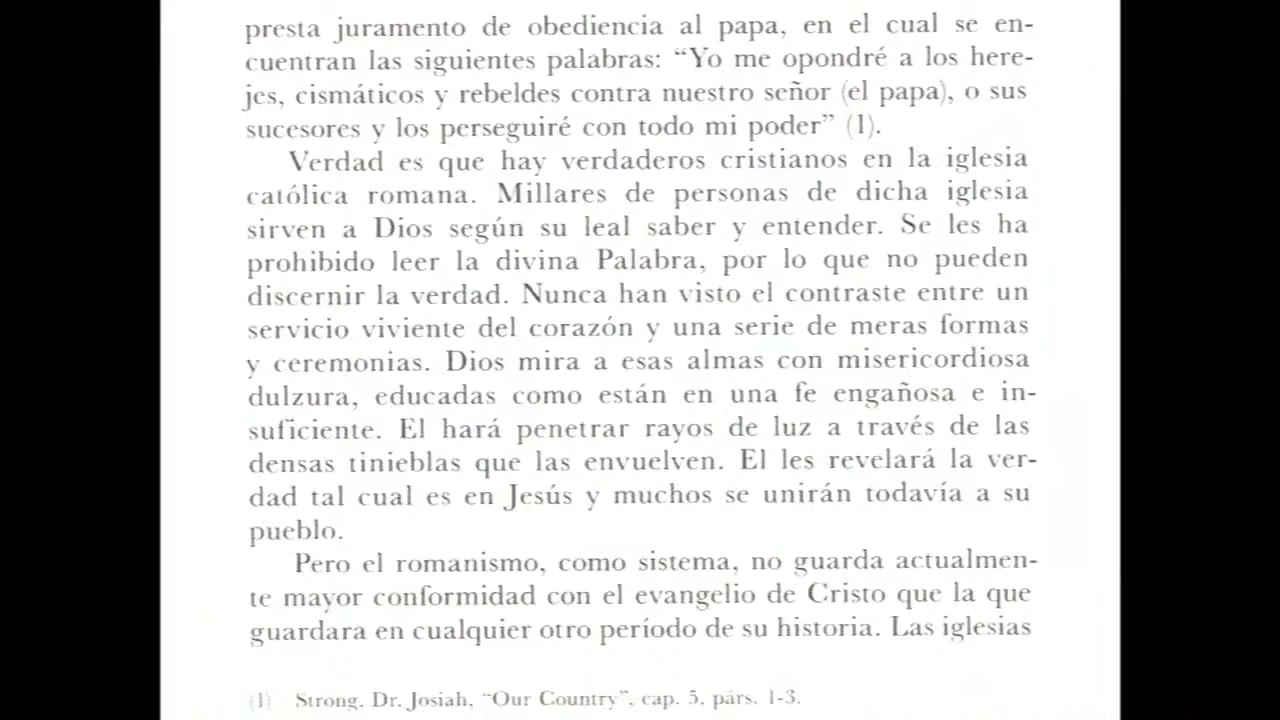 presta juramento de obediencia al papa, en el cual se en-
cuentran las siguientes palabras: “Yo me opondré a los here-
jes, cismáticos y rebeldes contra nuestro señor (el papa), o sus
sucesores y los perseguiré con todo mi poder” (1).
Verdad es que hay verdaderos cristianos en la iglesia
católica romana. Millares de personas de dicha iglesia
sirven a Dios según su leal saber y entender. Se les ha
prohibido leer la divina Palabra, por lo que no pueden
discernir la verdad. Nunca han visto el contraste entre un
servicio viviente del corazón y una serie de meras formas
y ceremonias. Dios mira a esas almas con misericordiosa
dulzura, educadas como están en una fe engañosa e in-
suficiente. El hará penetrar rayos de luz a través de las
densas tinieblas que las envuelven. El les revelará la ver-
dad tal cual es en Jesús y muchos se unirán todavía a su
pueblo.
Pero el romanismo, como sistema, no guarda actualmen-
te mayor conformidad con el evangelio de Cristo que la que
guardara en cualquier otro período de su historia. Las iglesias
(1) Strong, Dr. Josiah, “Our Country”, cap. 5, párs. 1-3.